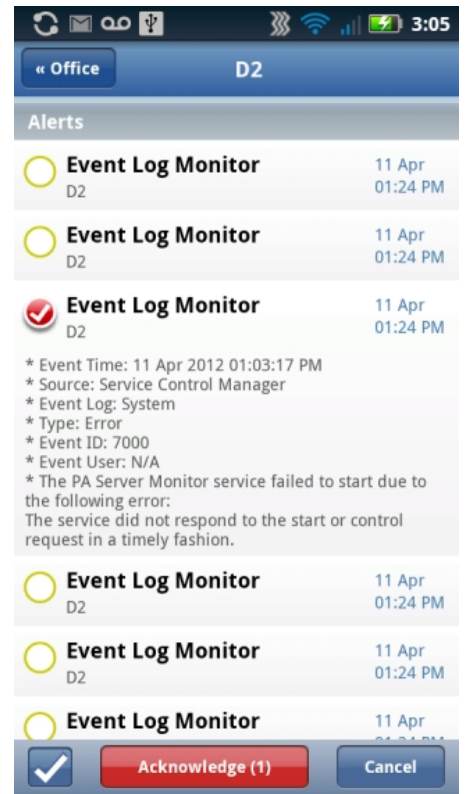 3:05
« Office
D2
Alerts
Event Log Monitor
11 Apr
D2
01:24 PM
Event Log Monitor
11 Apr
D2
01:24 PM
Event Log Monitor
11 Apr
D2
01:24 PM
* Event Time: 11 Apr 2012 01:03:17 PM
* Source: Service Control Manager
* Event Log: System
* Type: Error
* Event ID: 7000
* Event User: N/A
* The PA Server Monitor service failed to start due to
the following error:
The service did not respond to the start or control
request in a timely fashion.
Event Log Monitor
11 Apr
D2
01:24 PM
Event Log Monitor
11 Apr
D2
01:24 PM
Event Log Monitor
11 Apr
Acknowledge (1)
Cancel